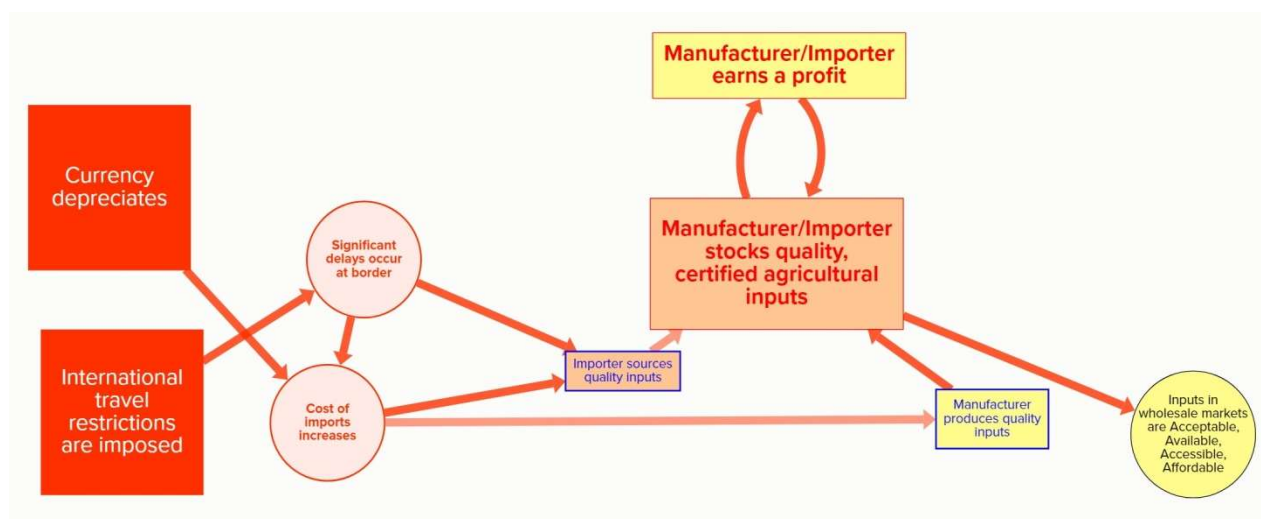 Manufacturer/Importer
earns a profit
Currency
depreciates
Significant
delays occur
at border
Manufacturer/Importer
stocks quality,
certified agricultural
inputs
International
travel
restrictions
are imposed
Cost of
imports
increases
Importer sources
quality inputs
Manufacturer
produces quality
inputs
Inputs in
wholesale markets
are Acceptable,
Available,
Accessible,
Affordable